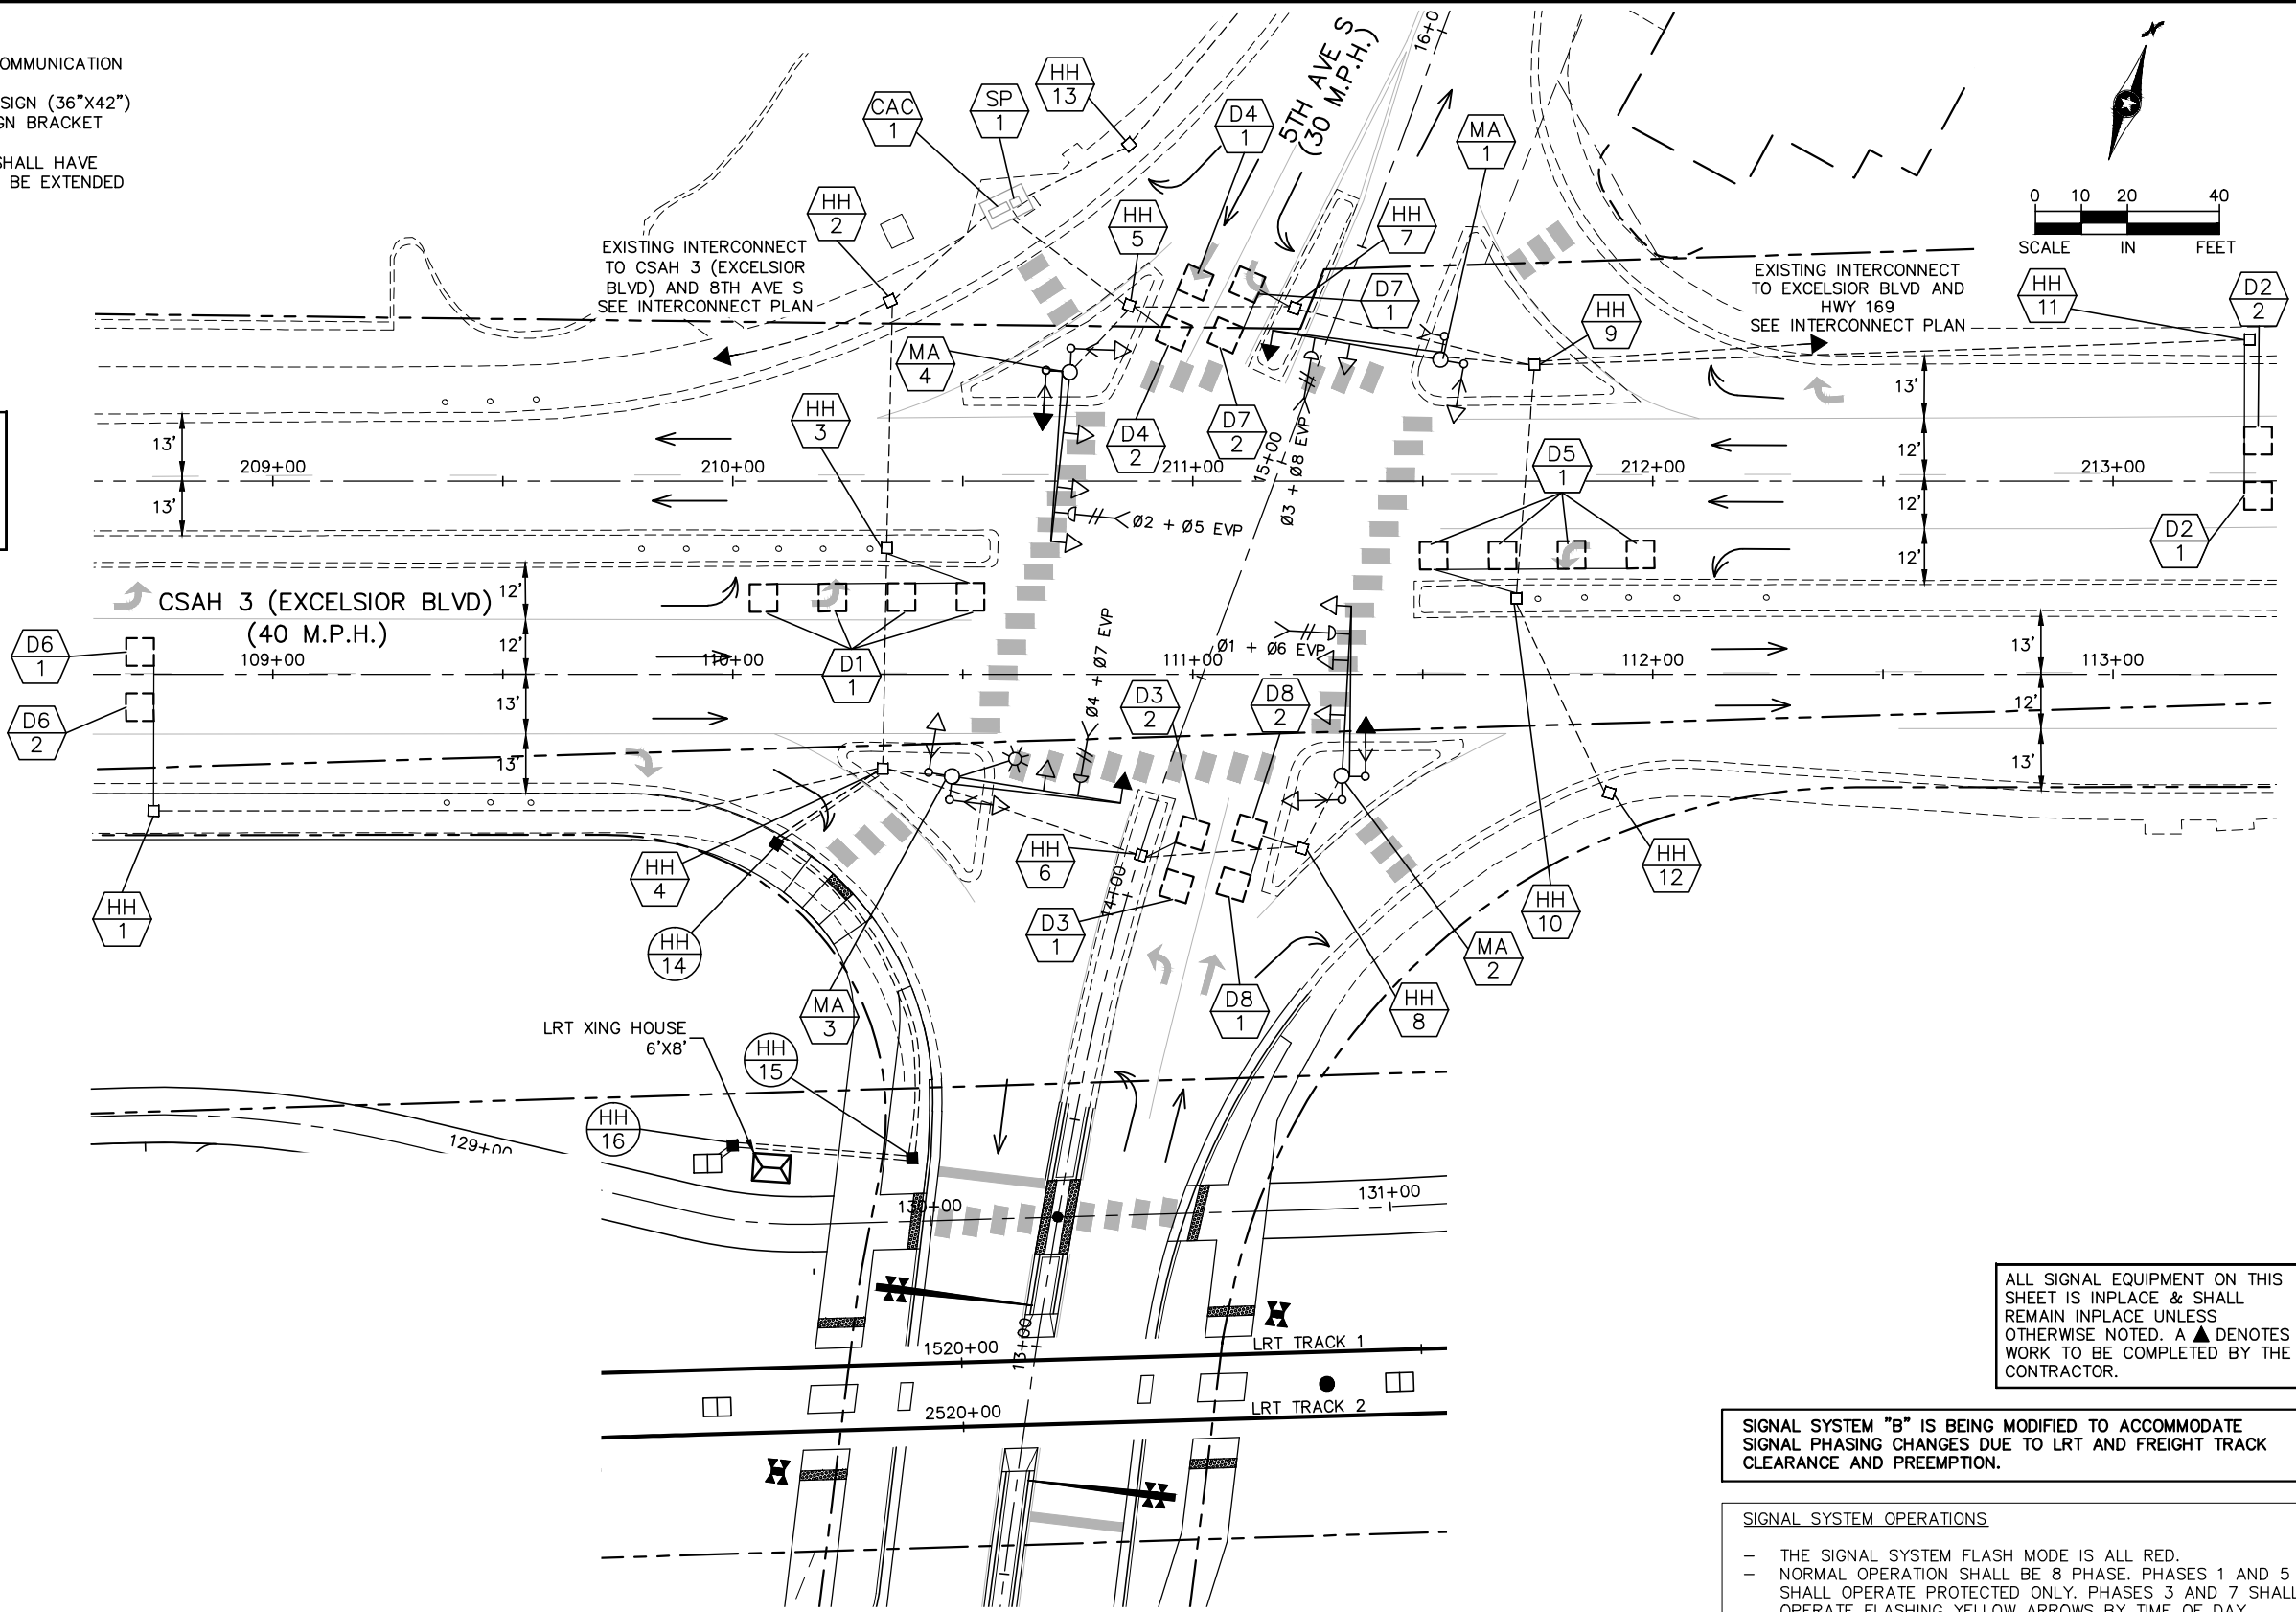 OMMUNICATION
SIGN (36"X42")
GN BRACKET
SHALL HAVE
BE EXTENDED
CAC
1
SP
1
HH
13
D4
1
5TH AVE S
(30 M.P.H.)
16+0
MA
1
0 10 20 40
SCALE IN FEET
HH
2
HH
5
HH
7
EXISTING INTERCONNECT
TO CSAH 3 (EXCELSIOR
BLVD) AND 8TH AVE S
SEE INTERCONNECT PLAN
D7
1
HH
9
EXISTING INTERCONNECT
TO EXCELSIOR BLVD AND
HWY 169
SEE INTERCONNECT PLAN
HH
11
D2
2
MA
4
HH
3
D4
2
D7
2
D5
1
13'
12'
12'
12'
13'
13'
209+00
210+00
211+00
15+00
212+00
213+00
Ø3 + Ø8 EVP
Ø2 + Ø5 EVP
D2
1
CSAH 3 (EXCELSIOR BLVD)
(40 M.P.H.)
12'
12'
13'
13'
D6
1
D6
2
109+00
110+00
111+00
112+00
113+00
D1
1
Ø4 + Ø7 EVP
Ø1 + Ø6 EVP
D3
2
D8
2
13'
12'
13'
HH
1
HH
4
HH
14
HH
6
14+00
D3
1
MA
3
D8
1
HH
8
MA
2
HH
10
HH
12
LRT XING HOUSE
6'X8'
HH
15
HH
16
129+00
130+00
131+00
1520+00
13+00
LRT TRACK 1
2520+00
LRT TRACK 2
ALL SIGNAL EQUIPMENT ON THIS
SHEET IS INPLACE & SHALL
REMAIN INPLACE UNLESS
OTHERWISE NOTED. A ▲ DENOTES
WORK TO BE COMPLETED BY THE
CONTRACTOR.
SIGNAL SYSTEM "B" IS BEING MODIFIED TO ACCOMMODATE
SIGNAL PHASING CHANGES DUE TO LRT AND FREIGHT TRACK
CLEARANCE AND PREEMPTION.
SIGNAL SYSTEM OPERATIONS
– THE SIGNAL SYSTEM FLASH MODE IS ALL RED.
– NORMAL OPERATION SHALL BE 8 PHASE. PHASES 1 AND 5
SHALL OPERATE PROTECTED ONLY. PHASES 3 AND 7 SHALL
OPERATE FLASHING YELLOW ARROWS BY TIME OF DAY